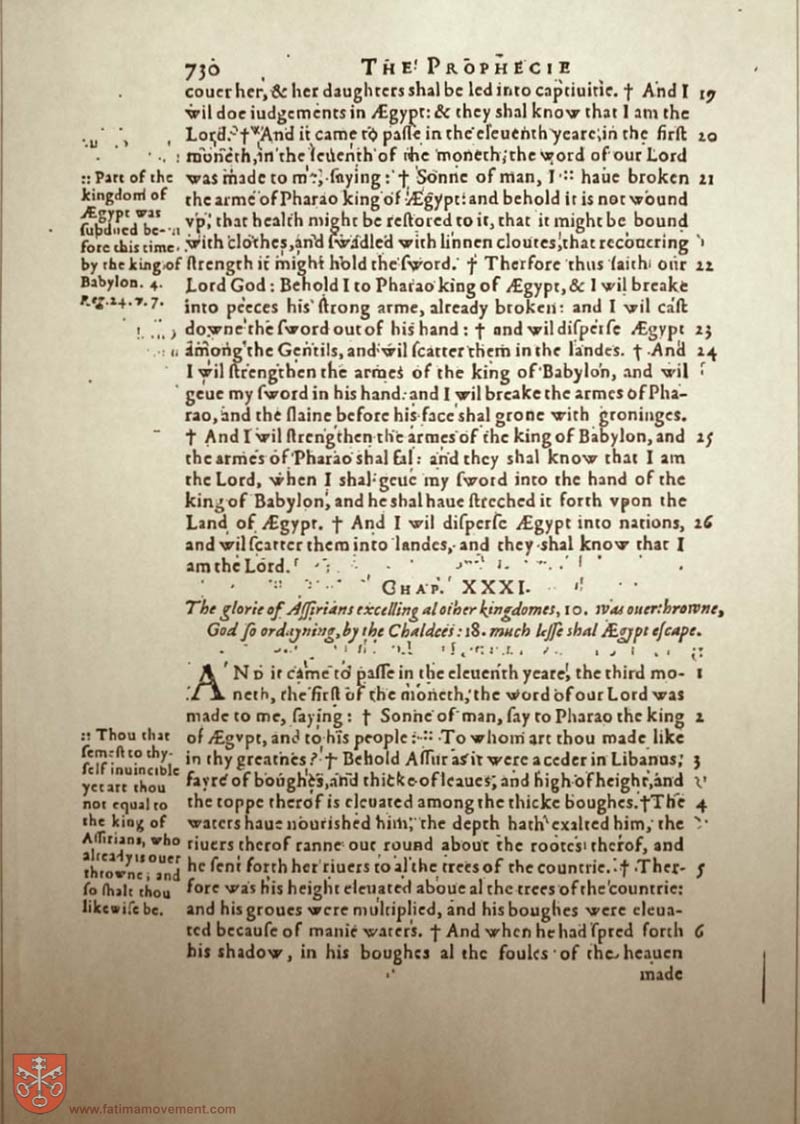 730 THE PROPHECIE
couer her, & her daughters shal be led into captiuitie. † And I 19
wil doe iudgements in Ægypt: & they shal know that I am the
Lord. † And it came to passe in the eleuenth yeare, in the first 20
moneth, in the seuenth of the moneth, the word of our Lord
was made to me, saying: † Sonne of man, I :: haue broken 21
the arme of Pharao king of Ægypt: and behold it is not wound
vp, that health might be restored to it, that it might be bound
with clothes, and swadled with linnen cloutes, that recouering
strength it might hold the sword. † Therfore thus saith our 22
Lord God: Behold I to Pharao king of Ægypt, & I wil breake
into peeces his strong arme, already broken: and I wil cast
downe the sword out of his hand: † and wil disperse Ægypt 23
among the Gentils, and wil scatter them in the landes. † And 24
I wil strengthen the armes of the king of Babylon, and wil
geue my sword in his hand: and I wil breake the armes of Pha-
rao, and the slaine before his face shal grone with groninges.
† And I wil strengthen the armes of the king of Babylon, and 25
the armes of Pharao shal fal: and they shal know that I am
the Lord, when I shal geue my sword into the hand of the
king of Babylon, and he shal haue streched it forth vpon the
Land of Ægypt. † And I wil disperse Ægypt into nations, 26
and wil scatter them into landes, and they shal know that I
am the Lord.
:: Part of the
kingdom of
Ægypt was
subdued be-
fore this time
by the king of
Babylon. 4.
Reg. 24. v. 7.
CHAP. XXXI.
The glorie of Assirians excelling al other kingdomes, 10. was ouerthrowne,
God so ordayning, by the Chaldees: 18. much lesse shal Ægypt escape.
AND it came to passe in the eleuenth yeare, the third mo- 1
neth, the first of the moneth, the word of our Lord was
made to me, saying: † Sonne of man, say to Pharao the king 2
of Ægypt, and to his people: :: To whom art thou made like
in thy greatnes? † Behold Assur as it were a ceder in Libanus, 3
fayre of boughes, and thicke of leaues, and high of height, and
the toppe therof is eleuated among the thicke boughes. † The 4
waters haue nourished him, the depth hath exalted him, the
riuers therof ranne out round about the rootes therof, and
he sent forth her riuers to al the trees of the countrie. † Ther- 5
fore was his height eleuated aboue al the trees of the countrie:
and his groues were multiplied, and his boughes were eleua-
ted because of manie waters. † And when he had spred forth 6
his shadow, in his boughes al the foules of the heauen
made
:: Thou that
semest to thy-
self inuincible
yet art thou
not equal to
the king of
Assirians, who
already is ouer
throwne; and
so shalt thou
likewise be.
www.fatimamovement.com